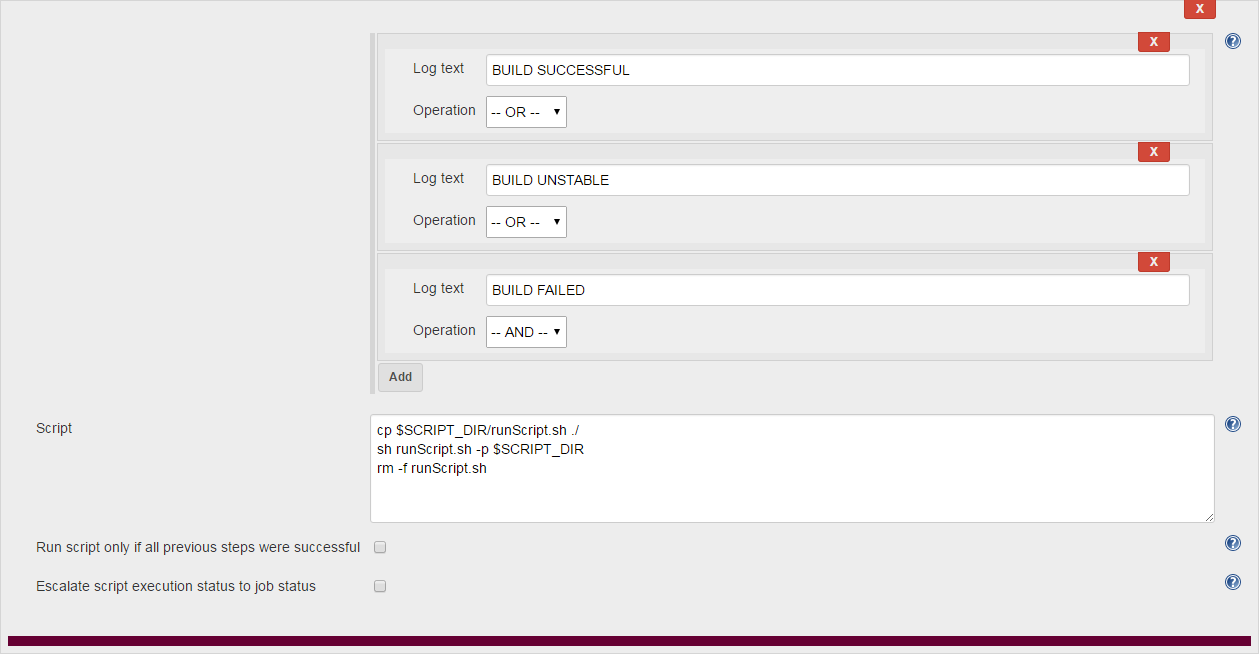 X
X
?
Log text BUILD SUCCESSFUL
Operation -- OR --
X
Log text BUILD UNSTABLE
Operation -- OR --
X
Log text BUILD FAILED
Operation -- AND --
Add
Script
cp $SCRIPT_DIR/runScript.sh ./
sh runScript.sh -p $SCRIPT_DIR
rm -f runScript.sh
?
Run script only if all previous steps were successful
?
Escalate script execution status to job status
?